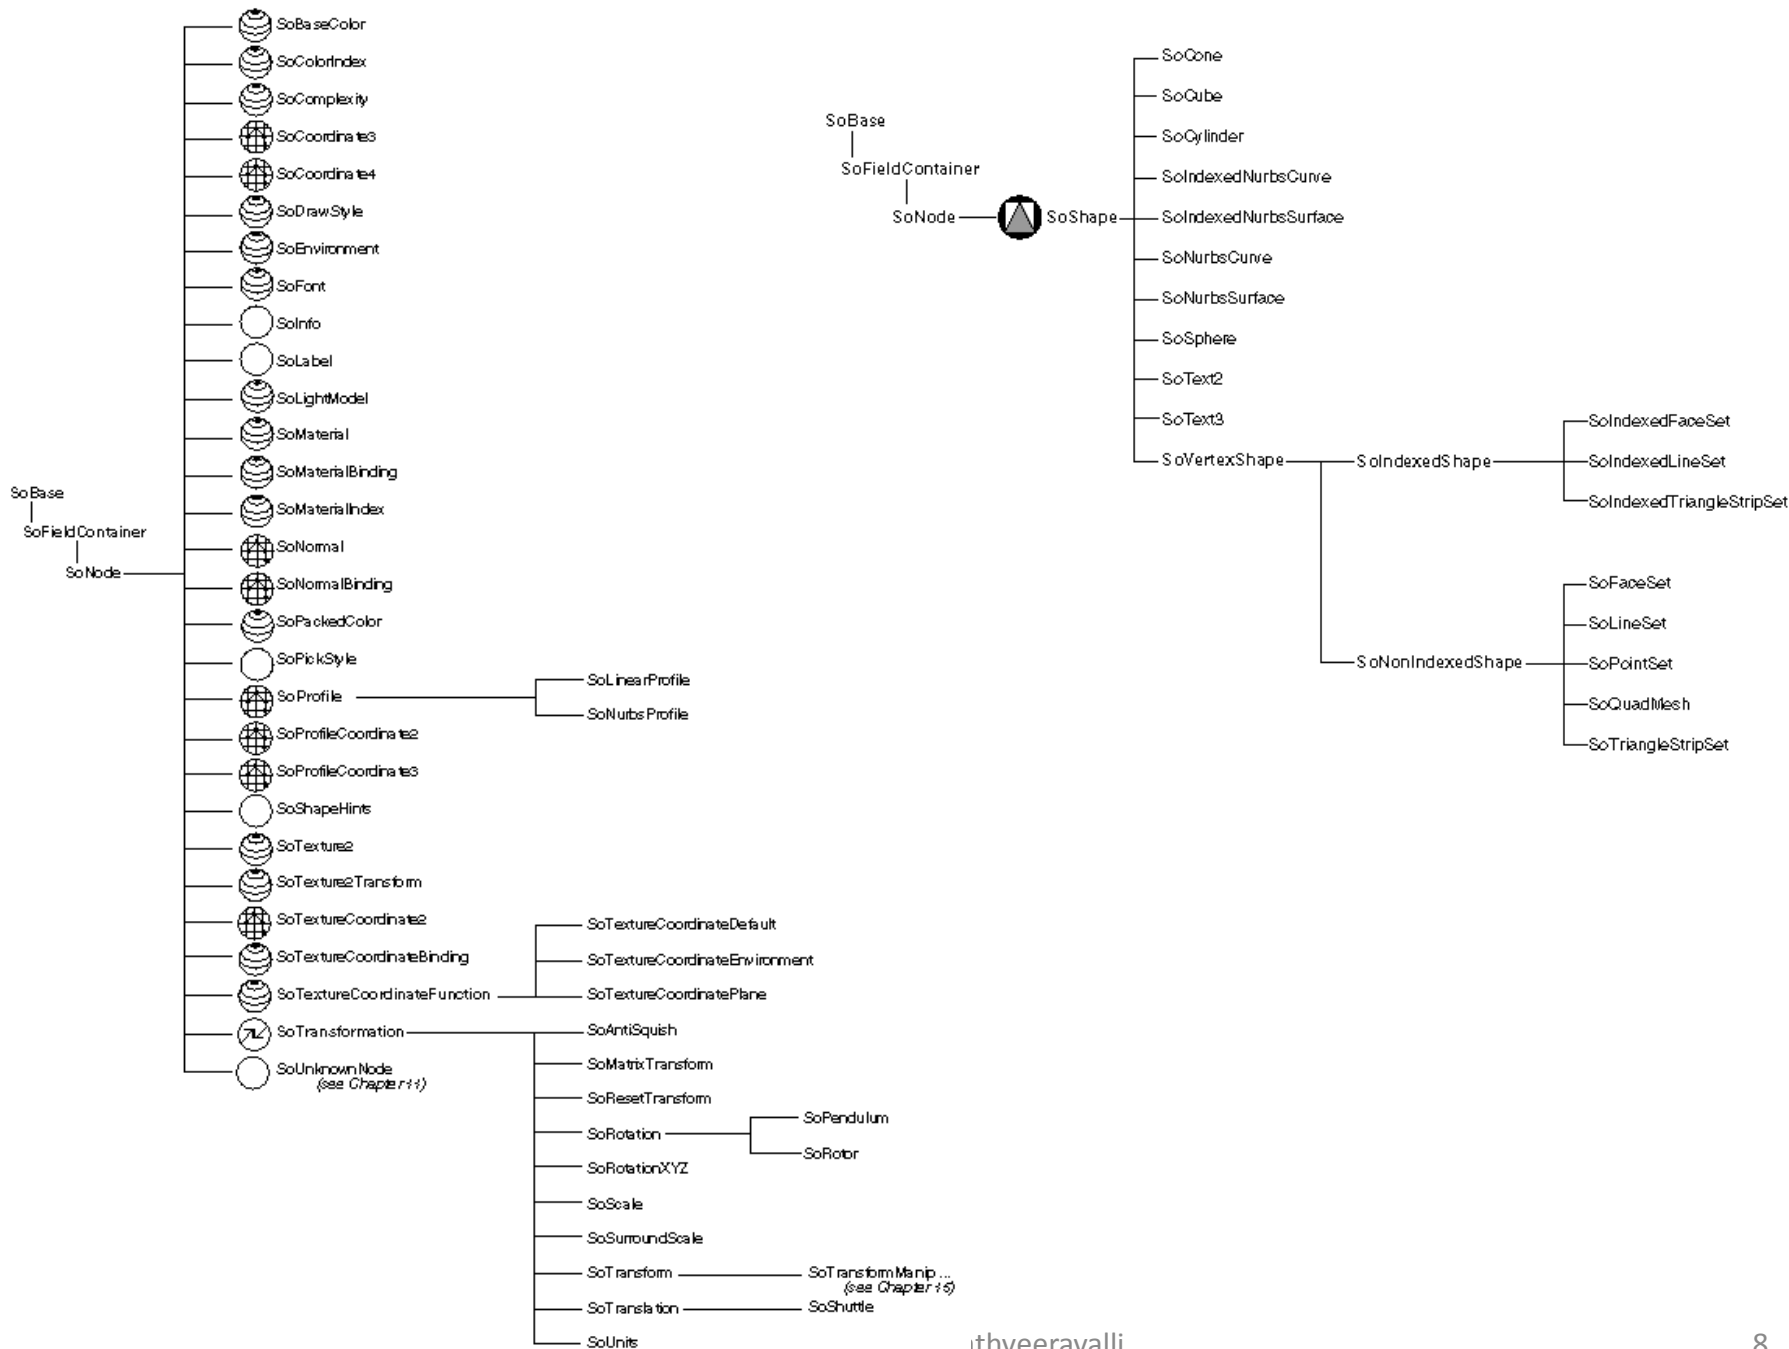 SoBase
SoFieldContainer
SoNode
SoBaseColor
SoColorIndex
SoComplexity
SoCoordinate3
SoCoordinate4
SoDrawStyle
SoEnvironment
SoFont
SoInfo
SoLabel
SoLightModel
SoMaterial
SoMaterialBinding
SoMaterialIndex
SoNormal
SoNormalBinding
SoPackedColor
SoPickStyle
SoProfile
SoLinearProfile
SoNurbsProfile
SoProfileCoordinate2
SoProfileCoordinate3
SoShapeHints
SoTexture2
SoTexture2Transform
SoTextureCoordinate2
SoTextureCoordinateBinding
SoTextureCoordinateFunction
SoTextureCoordinateDefault
SoTextureCoordinateEnvironment
SoTextureCoordinatePlane
SoTransformation
SoAntiSquish
SoMatrixTransform
SoResetTransform
SoRotation
SoPendulum
SoRotor
SoRotationXYZ
SoScale
SoSurroundScale
SoTransform
SoTransformManip ...
(see Chapter 15)
SoTranslation
SoShuttle
SoUnits
SoUnknownNode
(see Chapter 11)
SoBase
SoFieldContainer
SoNode
SoShape
SoCone
SoCube
SoCylinder
SoIndexedNurbsCurve
SoIndexedNurbsSurface
SoNurbsCurve
SoNurbsSurface
SoSphere
SoText2
SoText3
SoVertexShape
SoIndexedShape
SoIndexedFaceSet
SoIndexedLineSet
SoIndexedTriangleStripSet
SoNonIndexedShape
SoFaceSet
SoLineSet
SoPointSet
SoQuadMesh
SoTriangleStripSet
8